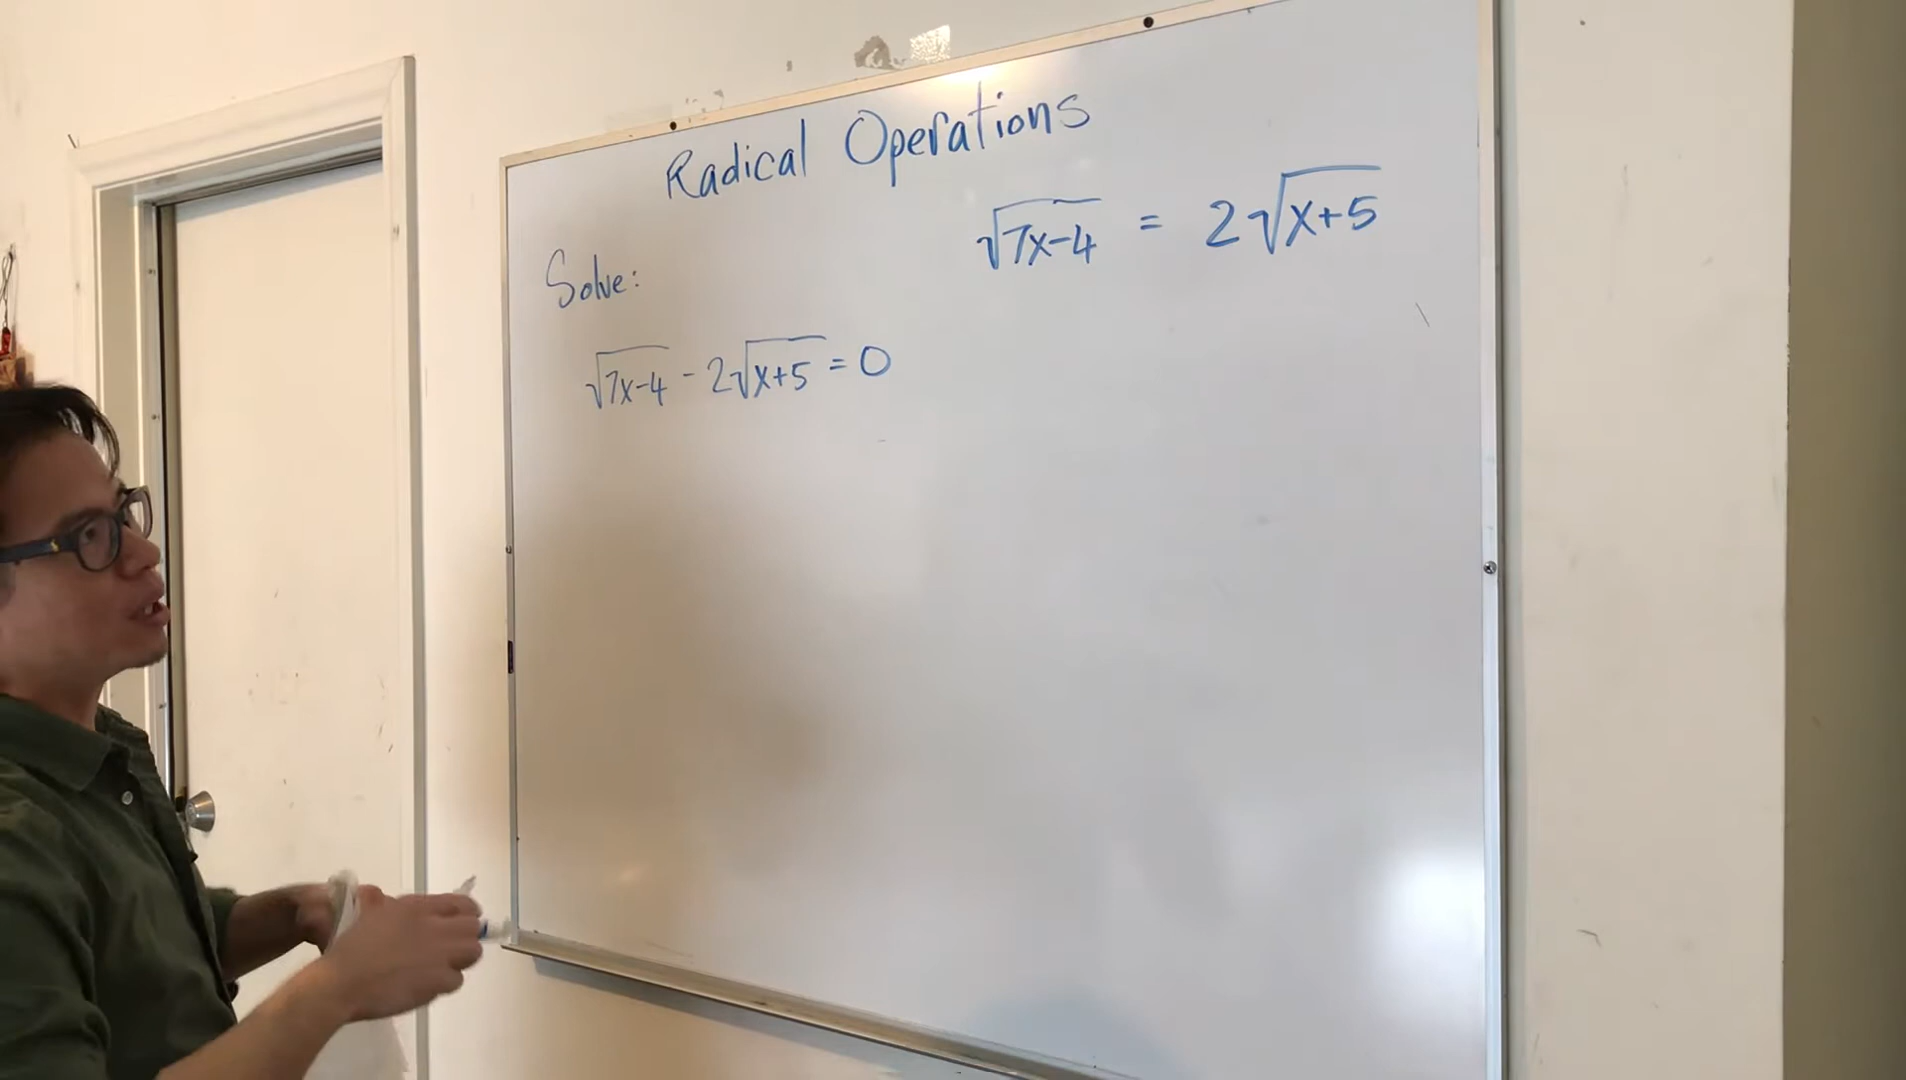 Radical Operations
Solve:
√7x-4 - 2√x+5 = 0
√7x-4 = 2√x+5